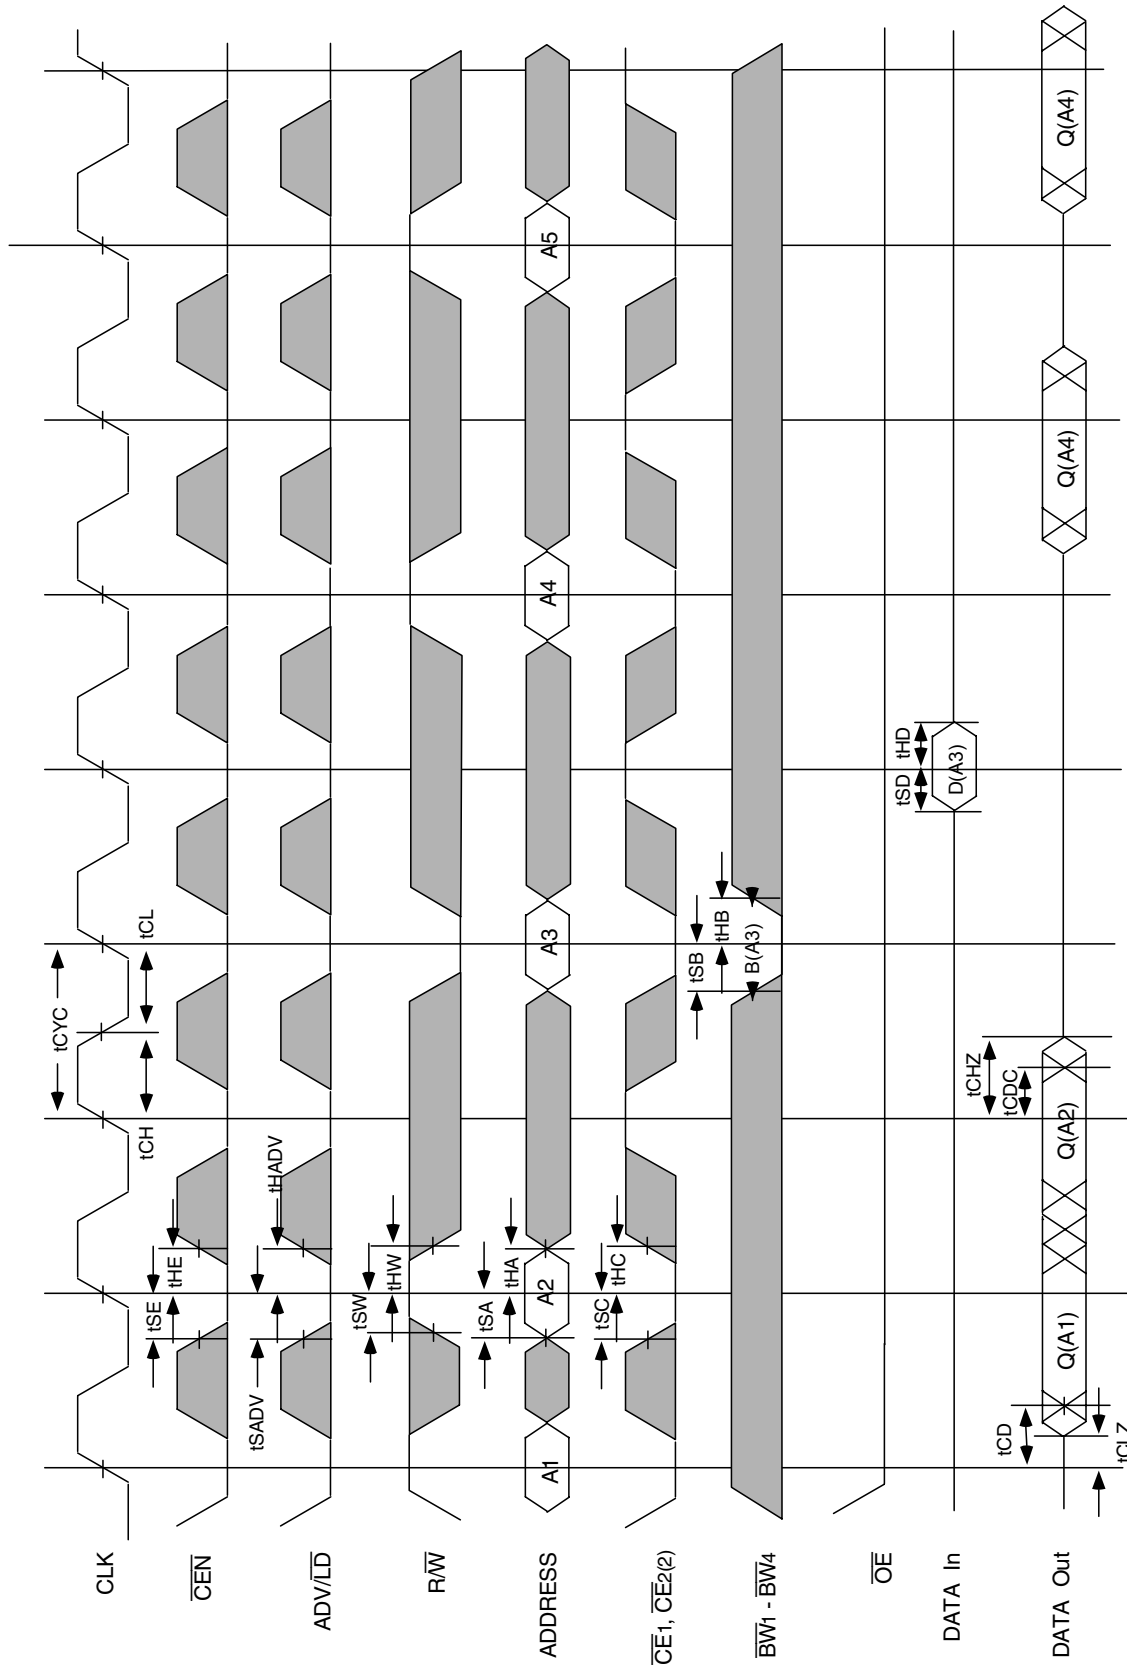 tCYC
CLK
tCH tCL
tSE
tHE
CEN
tSADV tHADV
ADV/LD
tSW
tHW
R/W
tSA
tHA
ADDRESS A1 A2 A3 A4 A5
tSC
tHC
CE1, CE2(2)
tSB
tHB
BW1 - BW4 B(A3)
OE
tSD tHD
DATA In D(A3)
tCHZ
tCD tCDC
DATA Out Q(A1) Q(A2) Q(A4) Q(A4)
tCLZ